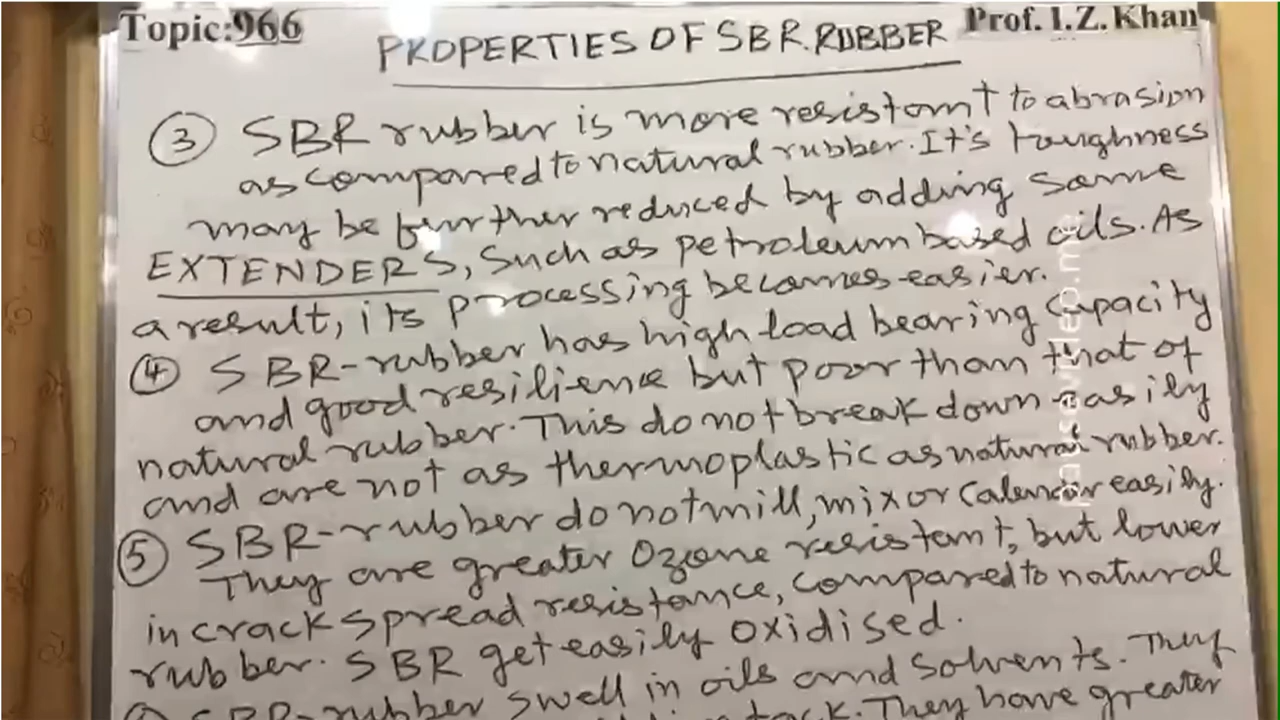 Topic:966
PROPERTIES OF SBR.RUBBER
Prof. I.Z. Khan
③ SBR rubber is more resistant to abrasion
as compared to natural rubber. It's toughness
may be further reduced by adding some
EXTENDERS, Such as petroleum based oils. As
a result, its processing becomes easier.
④ SBR-rubber has high load bearing capacity
and good resilience but poor than that of
natural rubber. This do not break down easily
and are not as thermoplastic as natural rubber.
⑤ SBR-rubber do not mill, mix or Calendar easily.
They are greater Ozone resistant, but lower
in crack spread resistance, compared to natural
rubber. SBR get easily oxidised.
SBR-rubber swell in oils and solvents. They
tack. They have greater